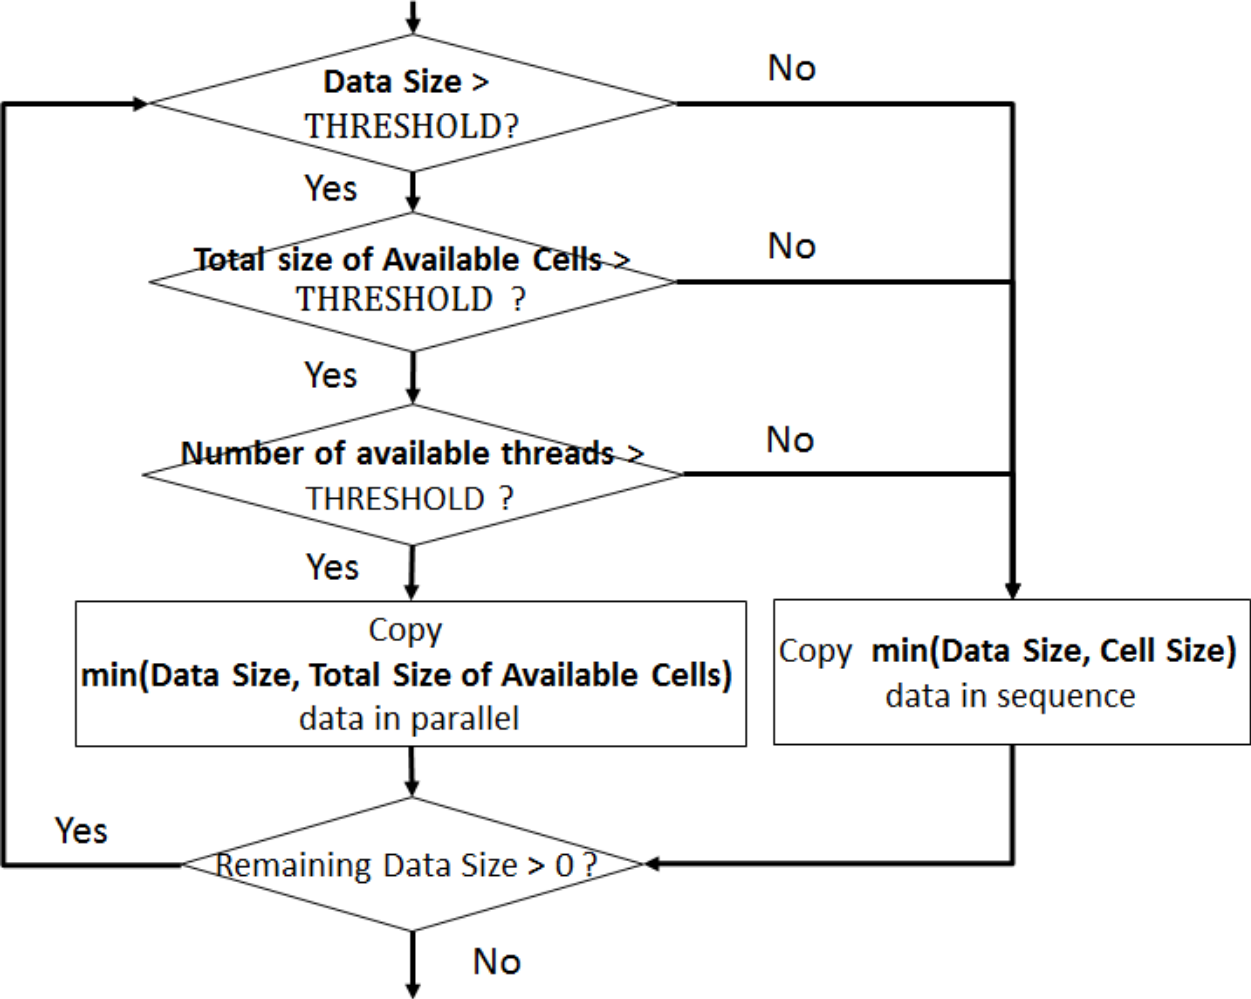 Data Size >
THRESHOLD?
No
Yes
Total size of Available Cells >
THRESHOLD ?
No
Yes
Number of available threads >
THRESHOLD ?
No
Yes
Copy
min(Data Size, Total Size of Available Cells)
data in parallel
Copy min(Data Size, Cell Size)
data in sequence
Yes
Remaining Data Size > 0 ?
No